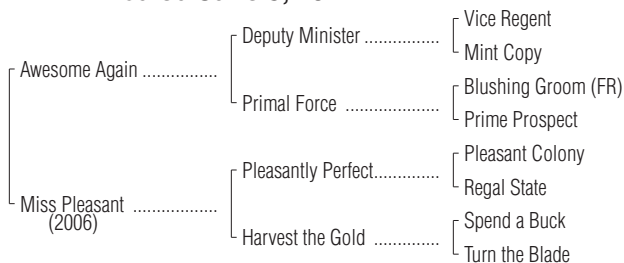 Awesome Again ................
Deputy Minister ................
Vice Regent
Mint Copy
Primal Force ....................
Blushing Groom (FR)
Prime Prospect
Miss Pleasant ..................
(2006)
Pleasantly Perfect..............
Pleasant Colony
Regal State
Harvest the Gold ..............
Spend a Buck
Turn the Blade